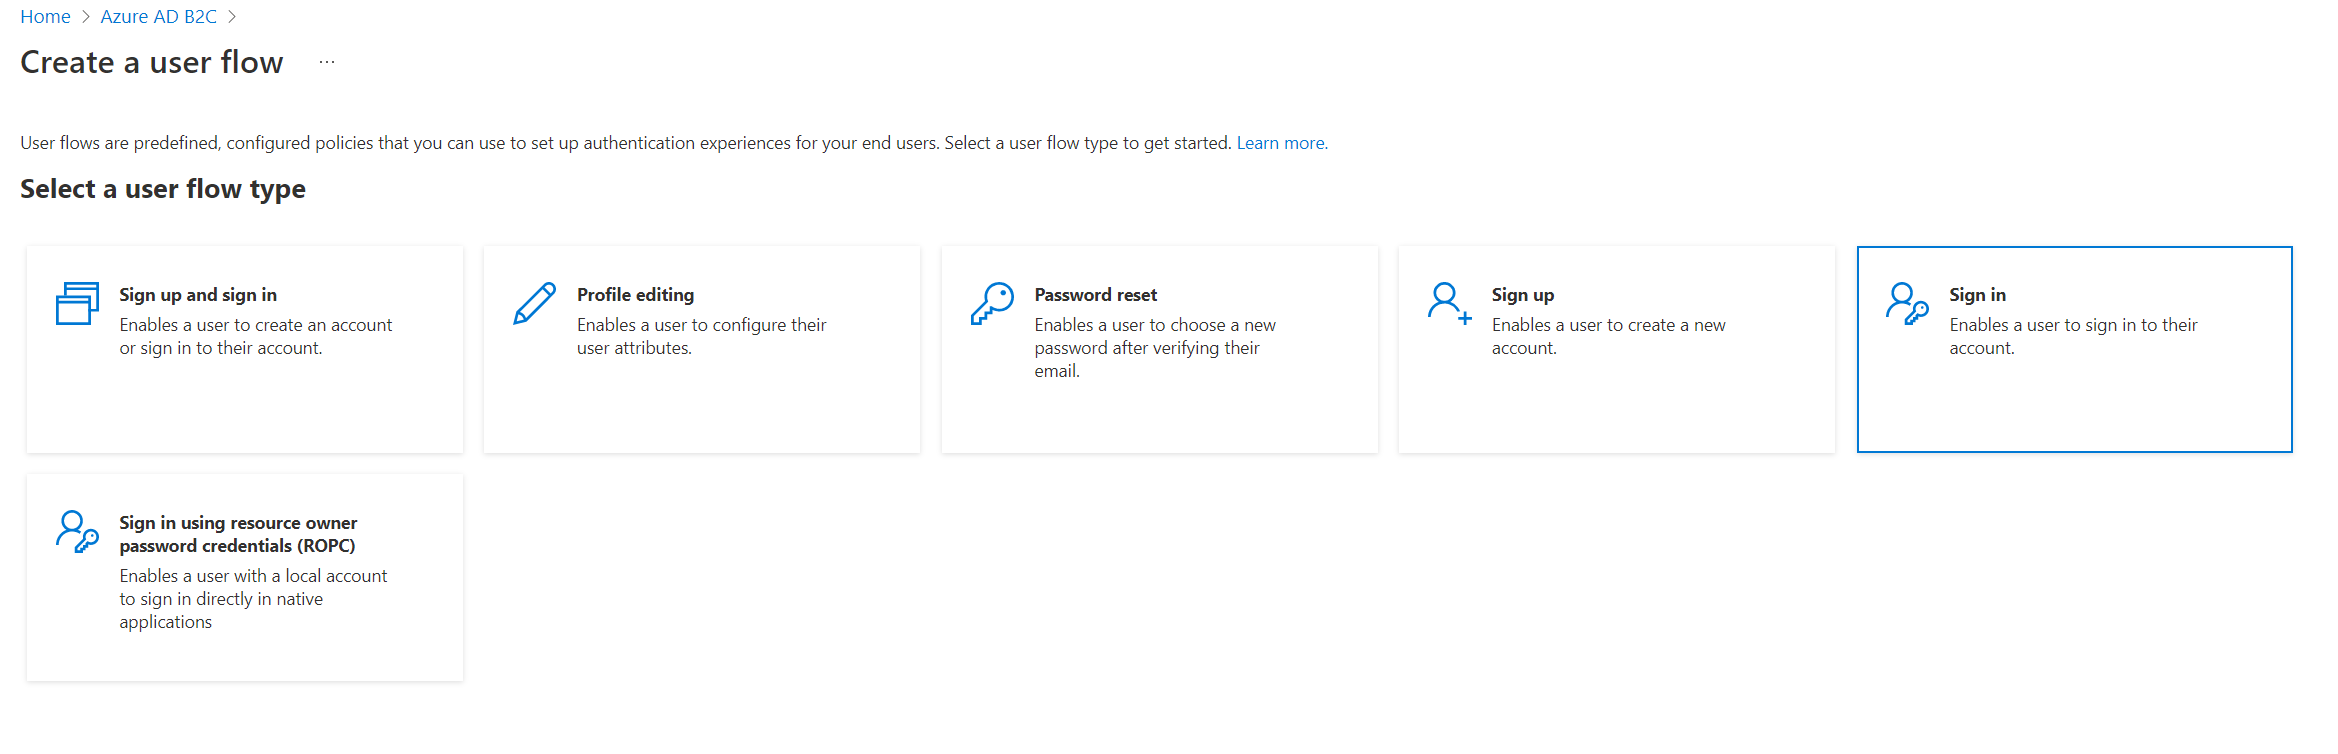 Home > Azure AD B2C >
Create a user flow ...
User flows are predefined, configured policies that you can use to set up authentication experiences for your end users. Select a user flow type to get started. Learn more.
Select a user flow type
Sign up and sign in
Enables a user to create an account
or sign in to their account.
Profile editing
Enables a user to configure their
user attributes.
Password reset
Enables a user to choose a new
password after verifying their
email.
Sign up
Enables a user to create a new
account.
Sign in
Enables a user to sign in to their
account.
Sign in using resource owner
password credentials (ROPC)
Enables a user with a local account
to sign in directly in native
applications